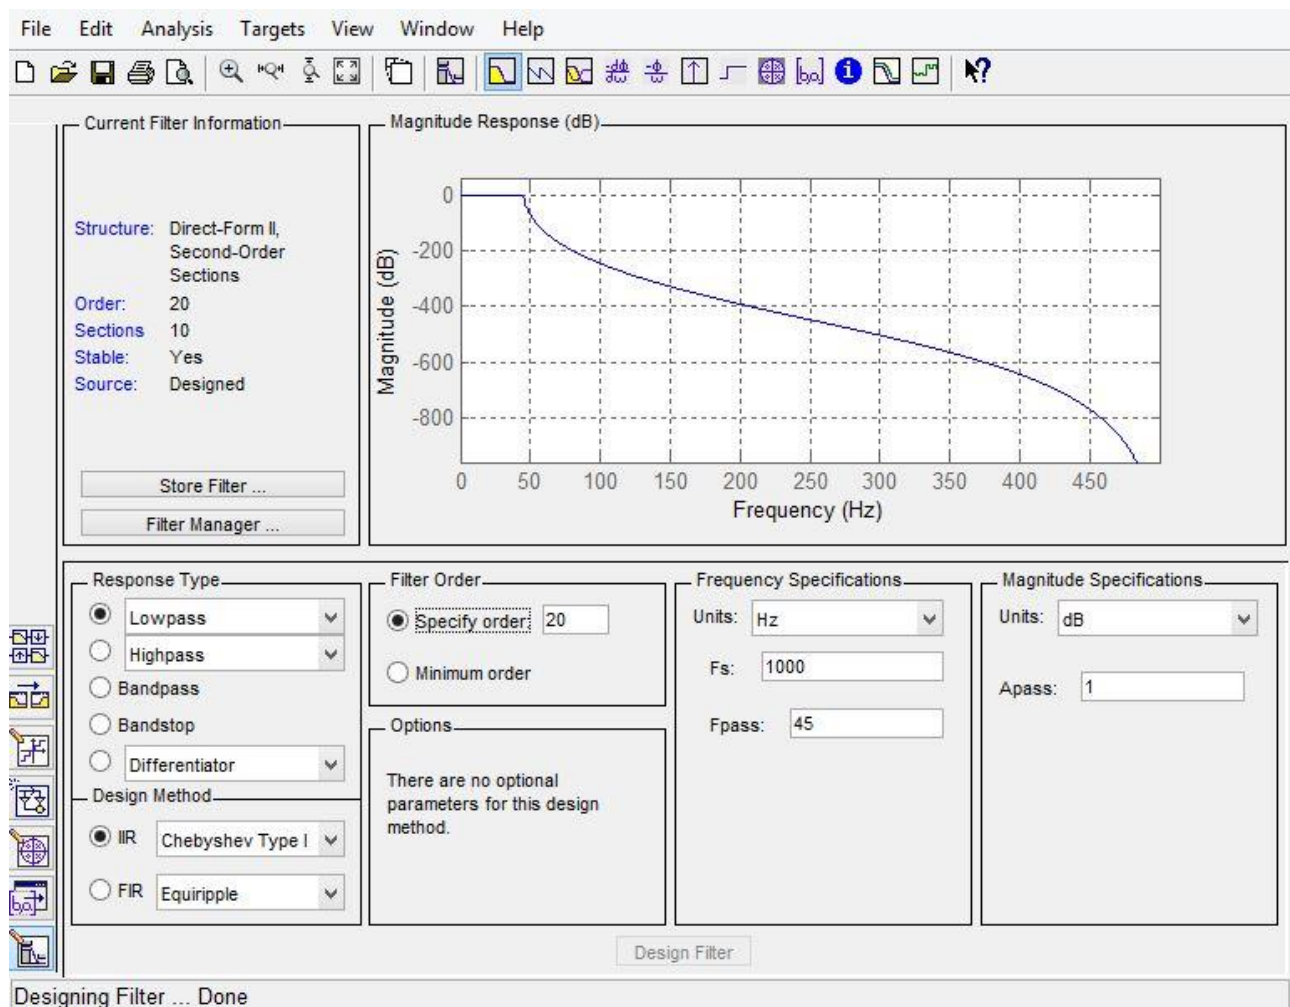 File Edit Analysis Targets View Window Help
Current Filter Information
Structure: Direct-Form II,
Second-Order
Sections
Order: 20
Sections 10
Stable: Yes
Source: Designed
Store Filter ...
Filter Manager ...
Magnitude Response (dB)
0
-200
-400
-600
-800
Magnitude (dB)
0 50 100 150 200 250 300 350 400 450
Frequency (Hz)
Response Type
Lowpass
Highpass
Bandpass
Bandstop
Differentiator
Design Method
IIR Chebyshev Type I
FIR Equiripple
Filter Order
Specify order: 20
Minimum order
Options
There are no optional
parameters for this design
method.
Frequency Specifications
Units: Hz
Fs: 1000
Fpass: 45
Magnitude Specifications
Units: dB
Apass: 1
Design Filter
Designing Filter ... Done